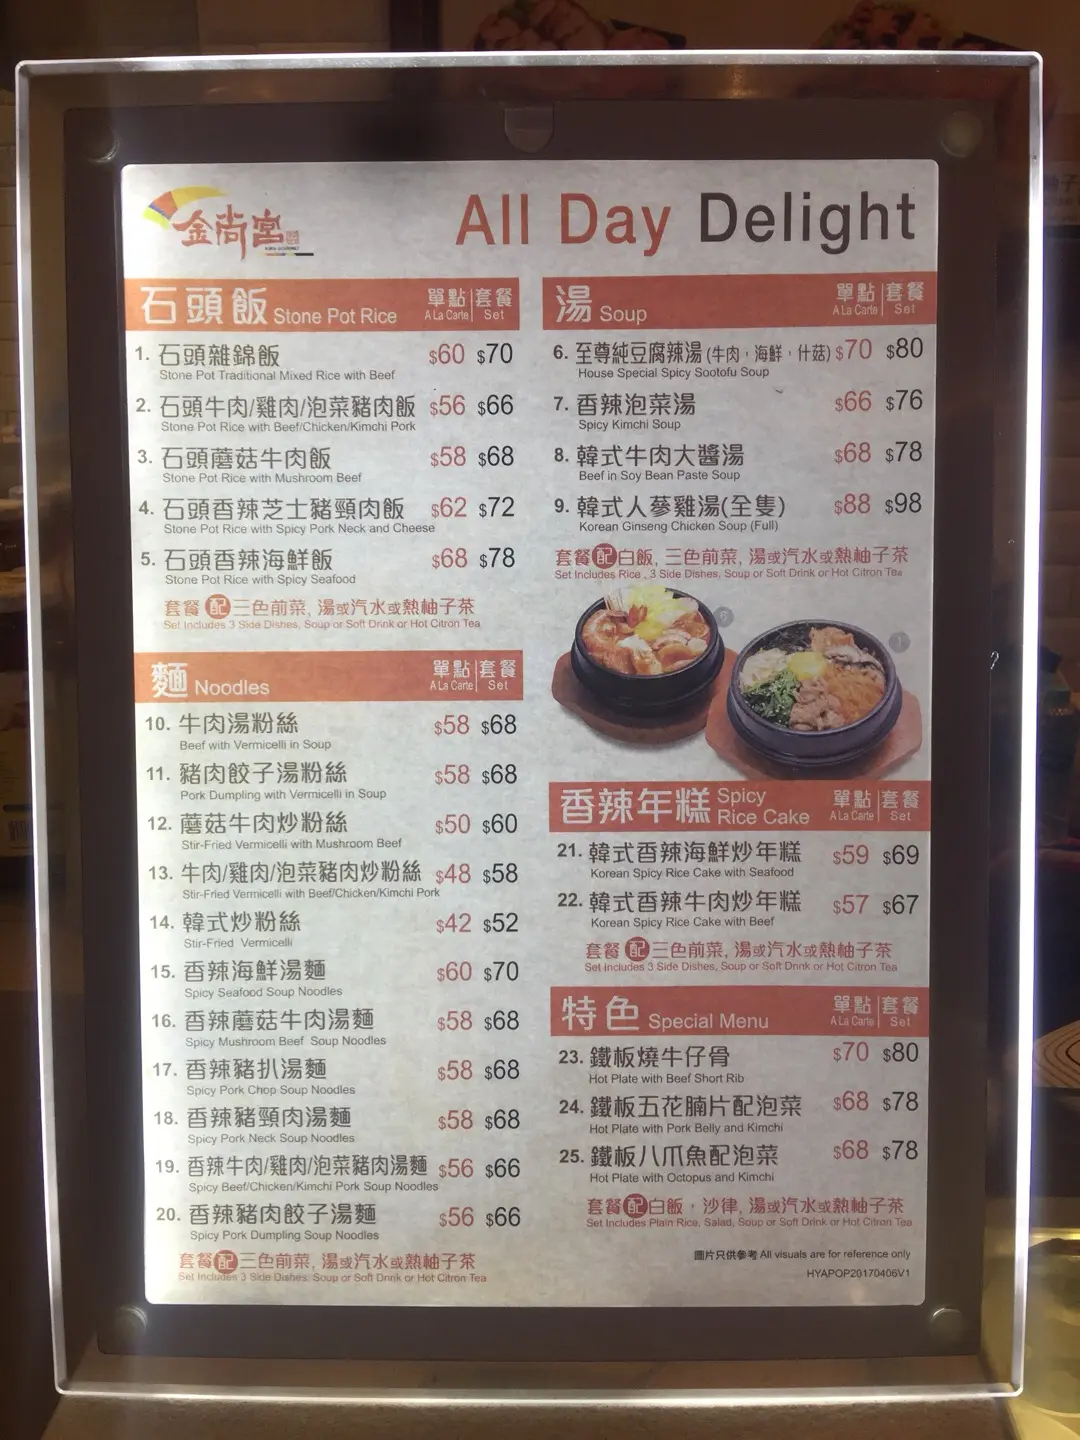 金尚宮
All Day Delight
石頭飯 Stone Pot Rice 單點 A La Carte 套餐 Set
1. 石頭雜錦飯 $60 $70
Stone Pot Traditional Mixed Rice with Beef
2. 石頭牛肉/雞肉/泡菜豬肉飯 $56 $66
Stone Pot Rice with Beef/Chicken/Kimchi Pork
3. 石頭蘑菇牛肉飯 $58 $68
Stone Pot Rice with Mushroom Beef
4. 石頭香辣芝士豬頸肉飯 $62 $72
Stone Pot Rice with Spicy Pork Neck and Cheese
5. 石頭香辣海鮮飯 $68 $78
Stone Pot Rice with Spicy Seafood
套餐配三色前菜, 湯或汽水或熱柚子茶
Set Includes 3 Side Dishes, Soup or Soft Drink or Hot Citron Tea
麵 Noodles 單點 A La Carte 套餐 Set
10. 牛肉湯粉絲 $58 $68
Beef with Vermicelli in Soup
11. 豬肉餃子湯粉絲 $58 $68
Pork Dumpling with Vermicelli in Soup
12. 蘑菇牛肉炒粉絲 $50 $60
Stir-Fried Vermicelli with Mushroom Beef
13. 牛肉/雞肉/泡菜豬肉炒粉絲 $48 $58
Stir-Fried Vermicelli with Beef/Chicken/Kimchi Pork
14. 韓式炒粉絲 $42 $52
Stir-Fried Vermicelli
15. 香辣海鮮湯麵 $60 $70
Spicy Seafood Soup Noodles
16. 香辣蘑菇牛肉湯麵 $58 $68
Spicy Mushroom Beef Soup Noodles
17. 香辣豬扒湯麵 $58 $68
Spicy Pork Chop Soup Noodles
18. 香辣豬頸肉湯麵 $58 $68
Spicy Pork Neck Soup Noodles
19. 香辣牛肉/雞肉/泡菜豬肉湯麵 $56 $66
Spicy Beef/Chicken/Kimchi Pork Soup Noodles
20. 香辣豬肉餃子湯麵 $56 $66
Spicy Pork Dumpling Soup Noodles
套餐配三色前菜, 湯或汽水或熱柚子茶
Set Includes 3 Side Dishes, Soup or Soft Drink or Hot Citron Tea
湯 Soup 單點 A La Carte 套餐 Set
6. 至尊純豆腐辣湯 (牛肉，海鮮，什菇) $70 $80
House Special Spicy Sootofu Soup
7. 香辣泡菜湯 $66 $76
Spicy Kimchi Soup
8. 韓式牛肉大醬湯 $68 $78
Beef in Soy Bean Paste Soup
9. 韓式人蔘雞湯(全隻) $88 $98
Korean Ginseng Chicken Soup (Full)
套餐配白飯, 三色前菜, 湯或汽水或熱柚子茶
Set Includes Rice , 3 Side Dishes, Soup or Soft Drink or Hot Citron Tea
6
1
香辣年糕 Spicy Rice Cake 單點 A La Carte 套餐 Set
21. 韓式香辣海鮮炒年糕 $59 $69
Korean Spicy Rice Cake with Seafood
22. 韓式香辣牛肉炒年糕 $57 $67
Korean Spicy Rice Cake with Beef
套餐配三色前菜, 湯或汽水或熱柚子茶
Set Includes 3 Side Dishes, Soup or Soft Drink or Hot Citron Tea
特色 Special Menu 單點 A La Carte 套餐 Set
23. 鐵板燒牛仔骨 $70 $80
Hot Plate with Beef Short Rib
24. 鐵板五花腩片配泡菜 $68 $78
Hot Plate with Pork Belly and Kimchi
25. 鐵板八爪魚配泡菜 $68 $78
Hot Plate with Octopus and Kimchi
套餐配白飯，沙律, 湯或汽水或熱柚子茶
Set Includes Plain Rice, Salad, Soup or Soft Drink or Hot Citron Tea
圖片只供參考 All visuals are for reference only
HYAPOP20170406V1